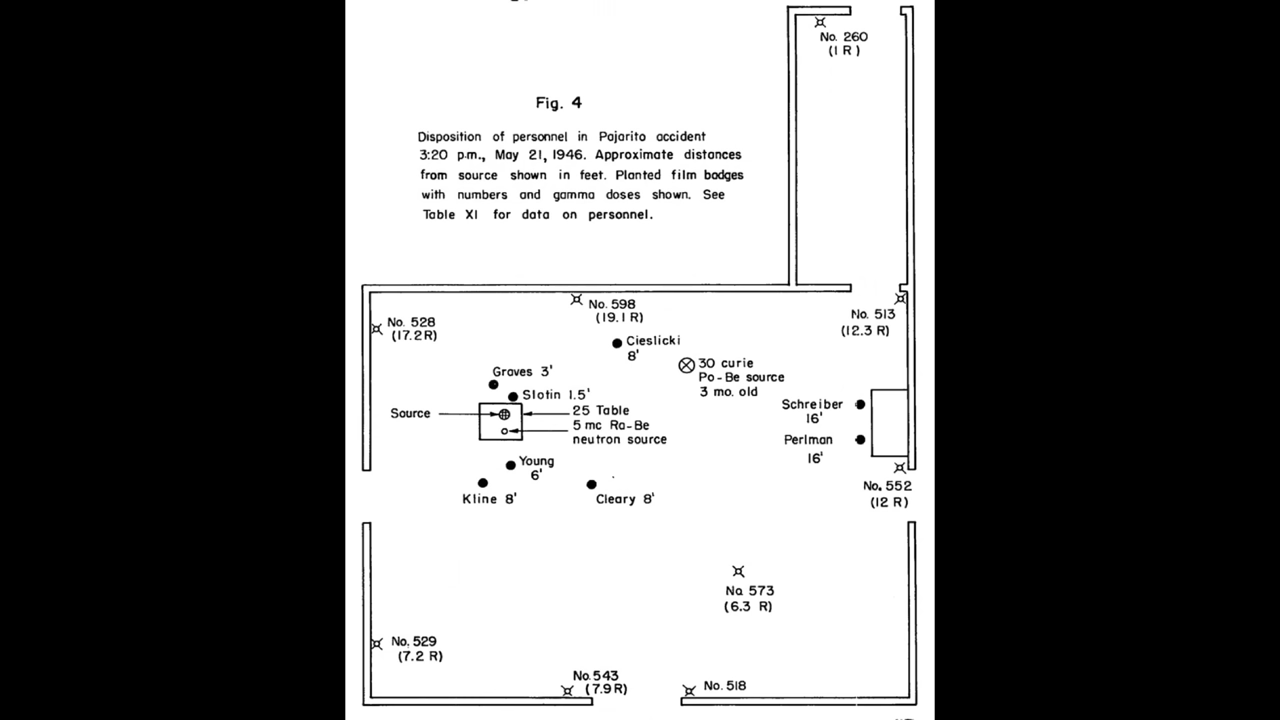 No. 260
(1 R)
Fig. 4
Disposition of personnel in Pajarito accident
3:20 p.m., May 21, 1946. Approximate distances
from source shown in feet. Planted film badges
with numbers and gamma doses shown. See
Table XI for data on personnel.
No. 598
(19.1 R)
No. 513
(12.3 R)
No. 528
(17.2R)
Cieslicki
8'
30 curie
Po-Be source
3 mo. old
Graves 3'
Slotin 1.5'
Source
25 Table
5 mc Ra-Be
neutron source
Schreiber
16'
Perlman
16'
Young
6'
Kline 8'
Cleary 8'
No. 552
(12 R)
No. 573
(6.3 R)
No. 529
(7.2 R)
No. 543
(7.9 R)
No. 518